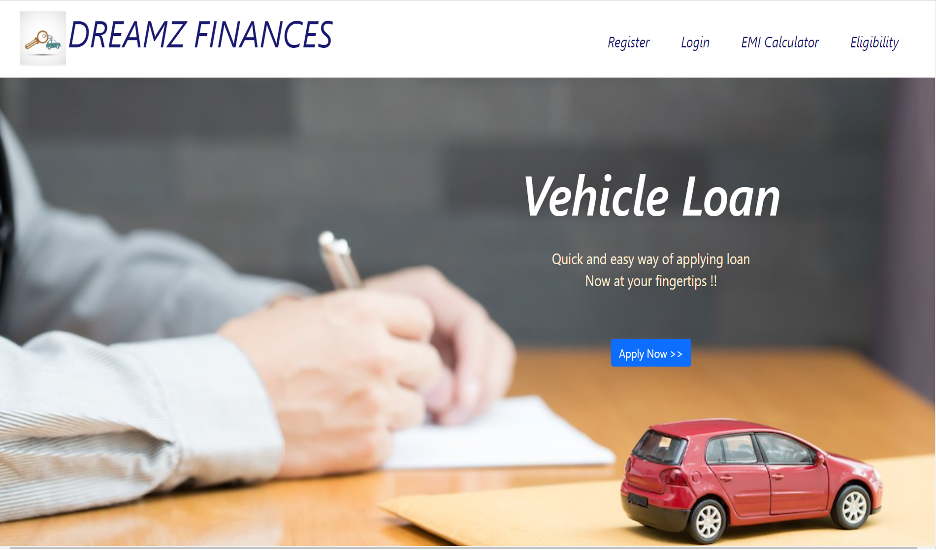 DREAMZ FINANCES
Register Login EMI Calculator Eligibility
Vehicle Loan
Quick and easy way of applying loan
Now at your fingertips !!
Apply Now >>